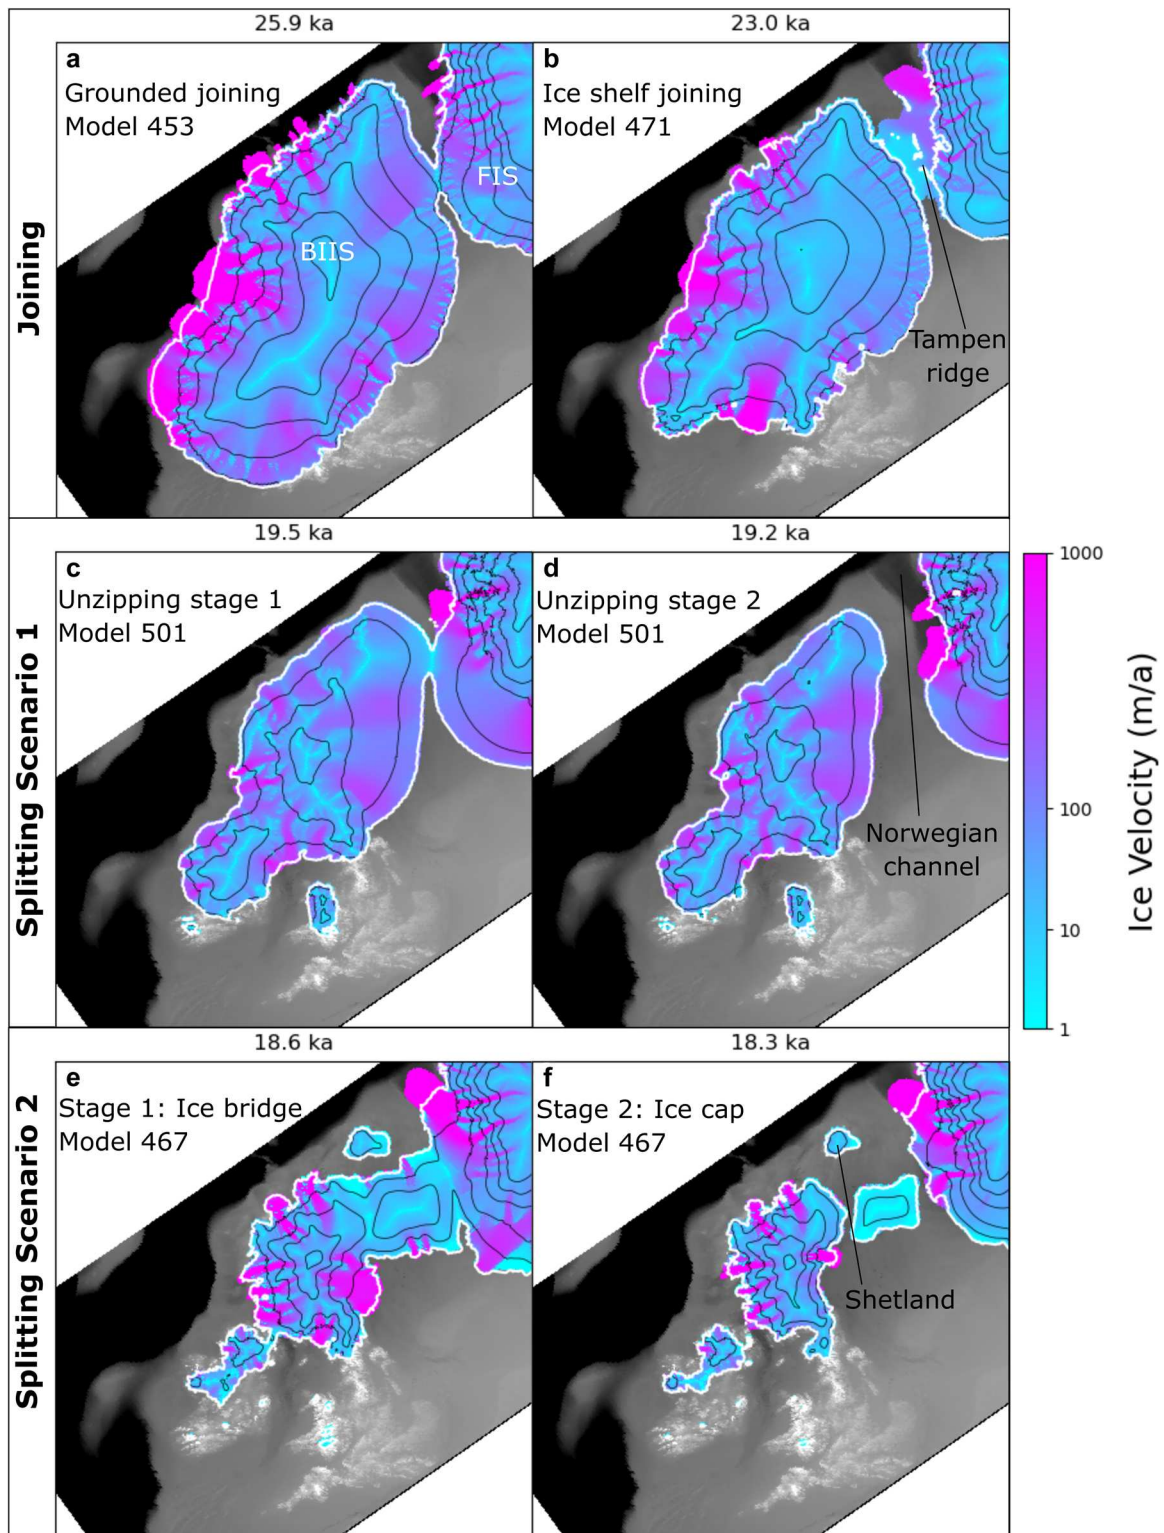 25.9 ka
23.0 ka
Joining
a
Grounded joining
Model 453
FIS
BIIS
b
Ice shelf joining
Model 471
Tampen
ridge
19.5 ka
19.2 ka
Splitting Scenario 1
c
Unzipping stage 1
Model 501
d
Unzipping stage 2
Model 501
Norwegian
channel
1000
100
10
1
Ice Velocity (m/a)
18.6 ka
18.3 ka
Splitting Scenario 2
e
Stage 1: Ice bridge
Model 467
f
Stage 2: Ice cap
Model 467
Shetland